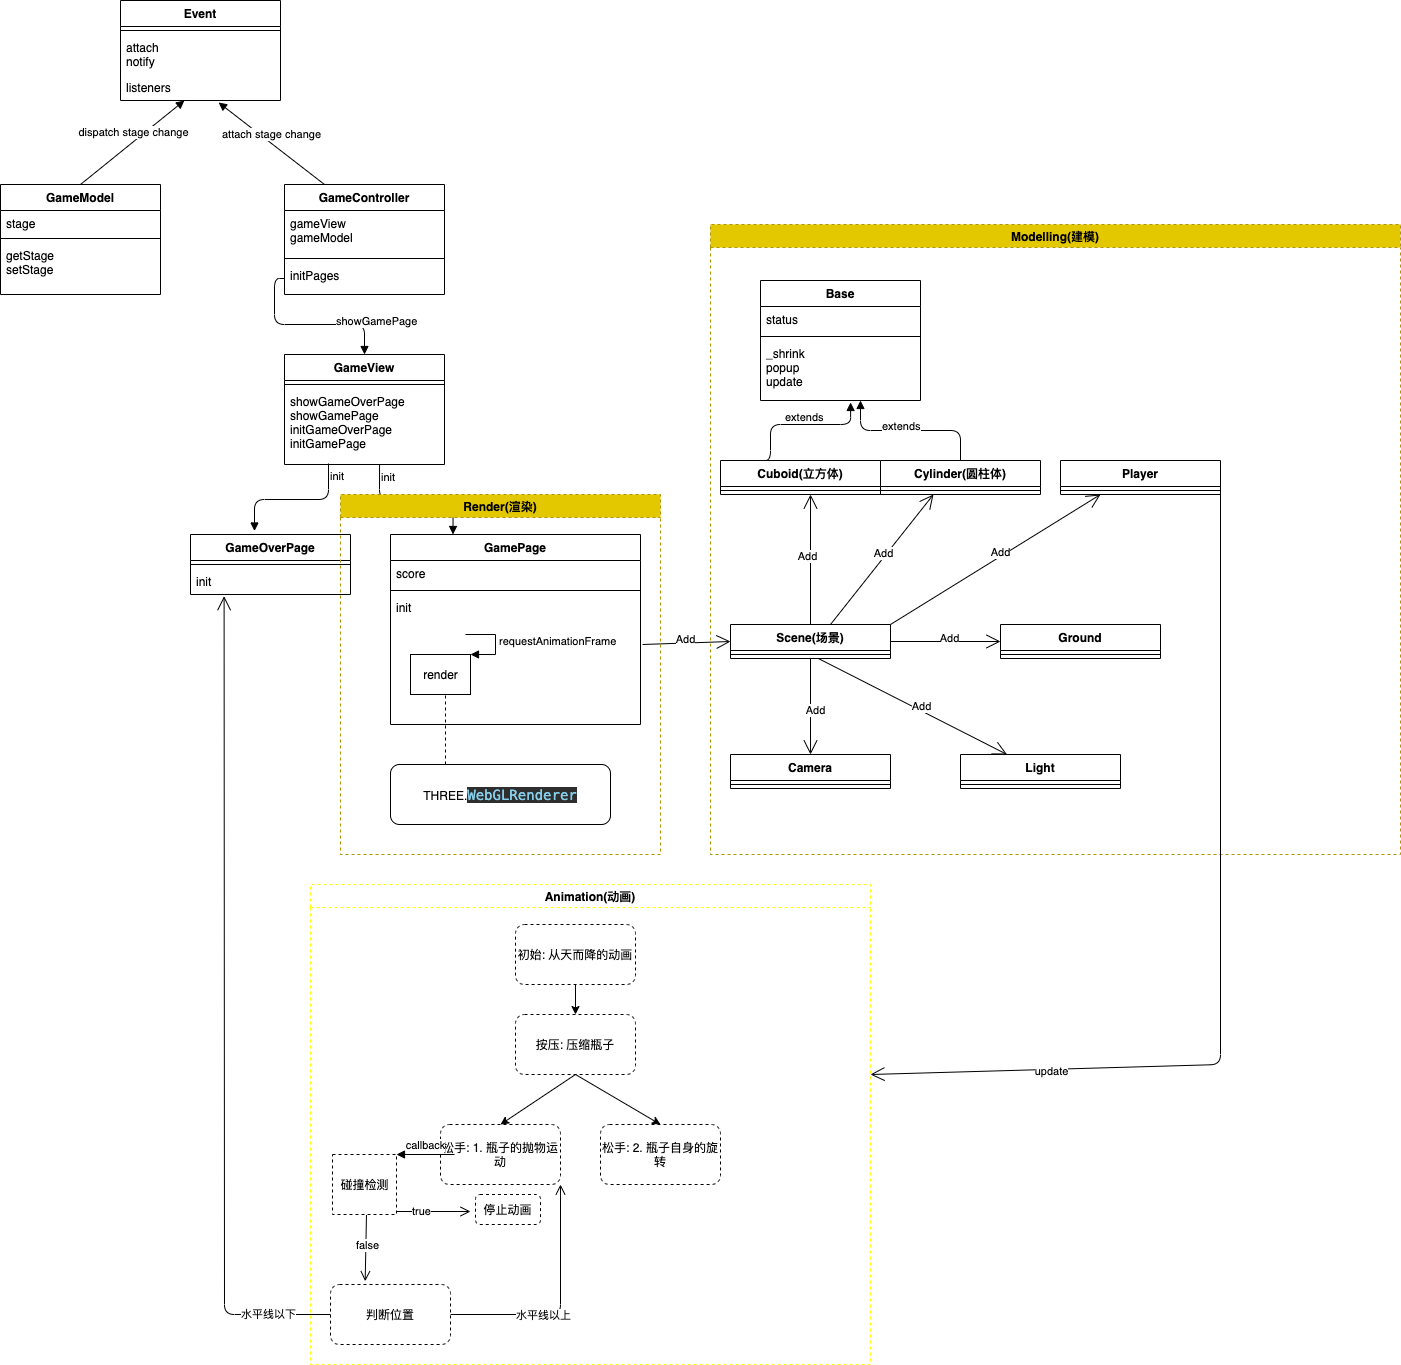 Event
attach
notify
listeners
dispatch stage change
attach stage change
GameModel
stage
getStage
setStage
GameController
gameView
gameModel
initPages
showGamePage
GameView
showGameOverPage
showGamePage
initGameOverPage
initGamePage
init
init
GameOverPage
init
Render(渲染)
GamePage
score
init
requestAnimationFrame
render
THREE.WebGLRenderer
Add
Modelling(建模)
Base
status
_shrink
popup
update
extends
extends
Cuboid(立方体)
Cylinder(圆柱体)
Player
Add
Add
Add
Scene(场景)
Add
Ground
Add
Add
Camera
Light
update
Animation(动画)
初始: 从天而降的动画
按压: 压缩瓶子
callback
松手: 1. 瓶子的抛物运
动
松手: 2. 瓶子自身的旋
转
碰撞检测
true
停止动画
false
判断位置
水平线以下
水平线以上